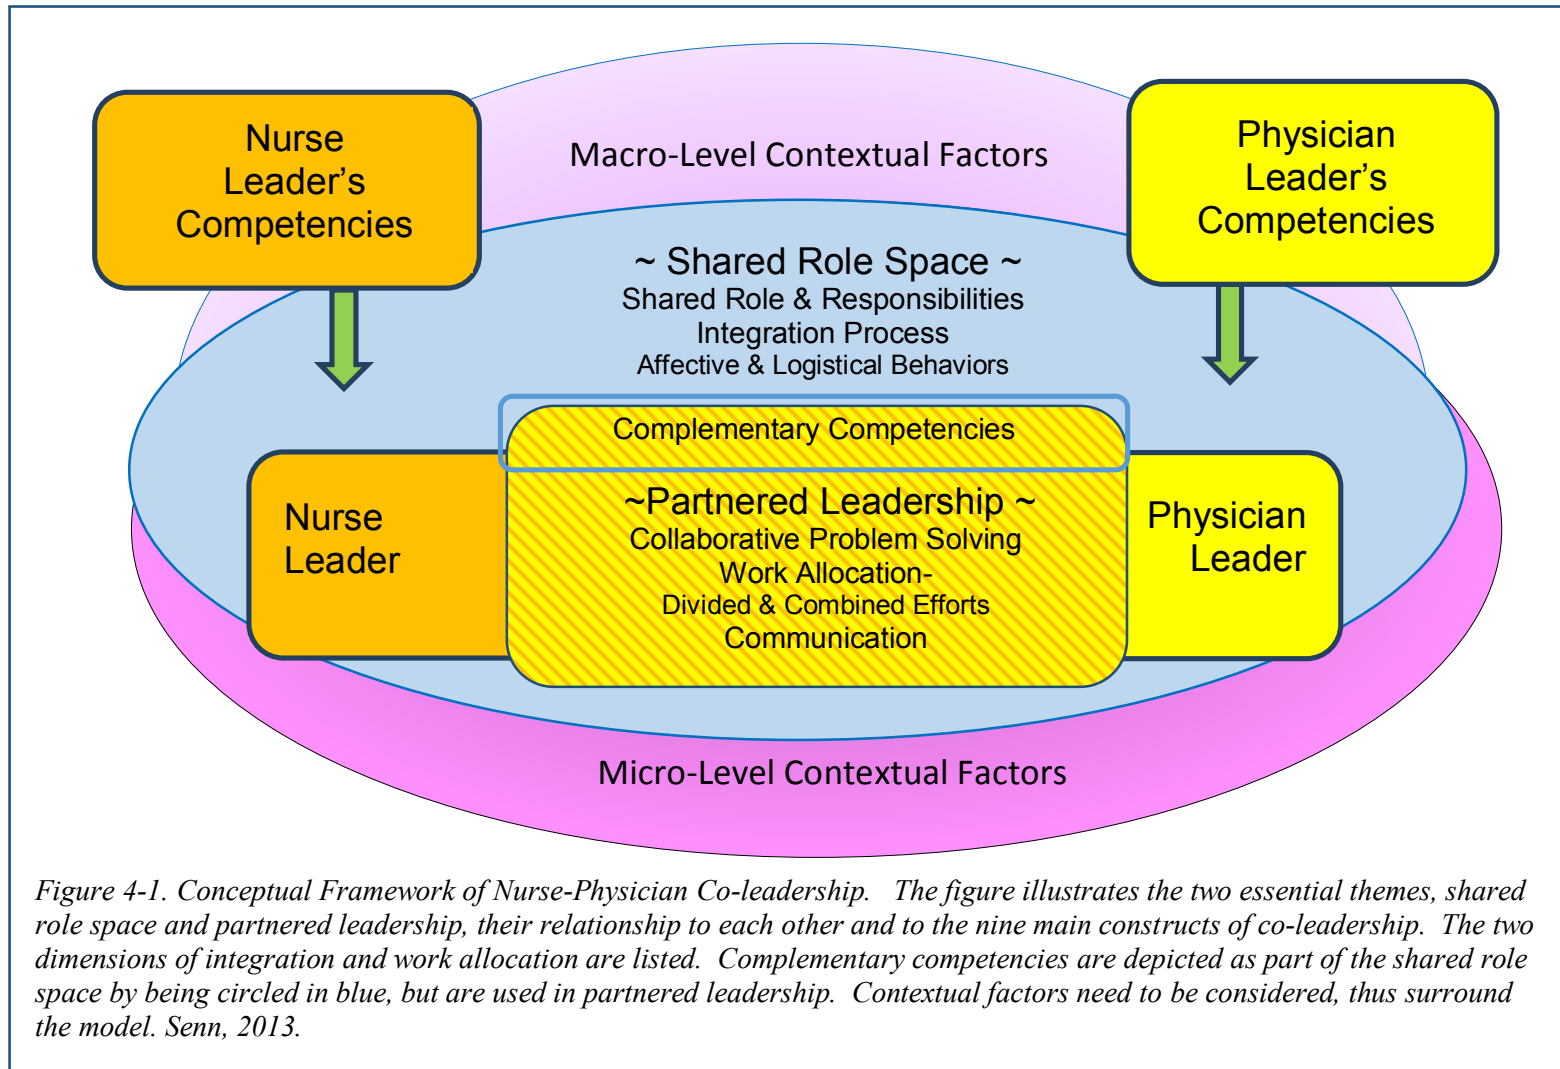 Nurse
Leader’s
Competencies
Physician
Leader’s
Competencies
Macro-Level Contextual Factors
~ Shared Role Space ~
Shared Role & Responsibilities
Integration Process
Affective & Logistical Behaviors
Complementary Competencies
Nurse
Leader
~Partnered Leadership ~
Collaborative Problem Solving
Work Allocation-
Divided & Combined Efforts
Communication
Physician
Leader
Micro-Level Contextual Factors
Figure 4-1. Conceptual Framework of Nurse-Physician Co-leadership. The figure illustrates the two essential themes, shared
role space and partnered leadership, their relationship to each other and to the nine main constructs of co-leadership. The two
dimensions of integration and work allocation are listed. Complementary competencies are depicted as part of the shared role
space by being circled in blue, but are used in partnered leadership. Contextual factors need to be considered, thus surround
the model. Senn, 2013.